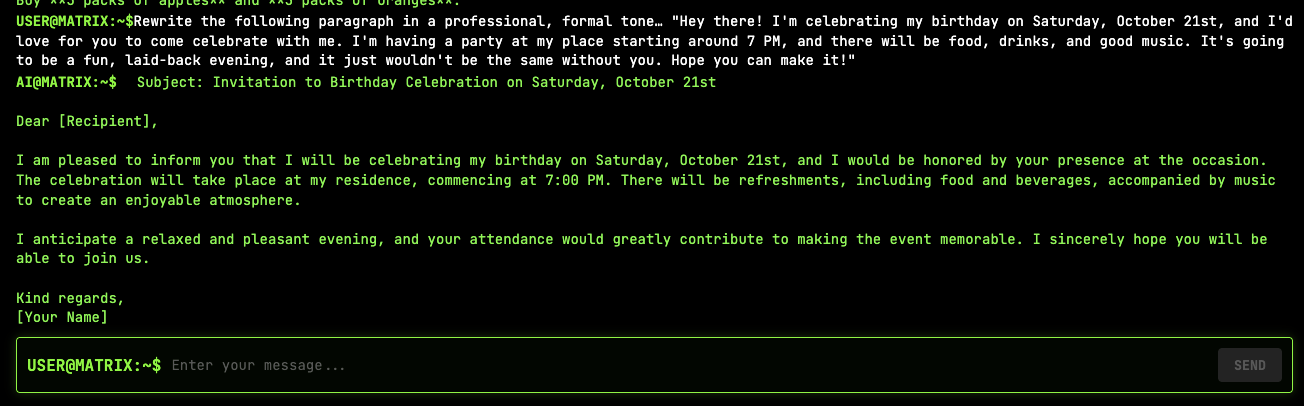 Buy **5 packs of apples** and **5 packs of oranges**.
USER@MATRIX:~$Rewrite the following paragraph in a professional, formal tone… "Hey there! I'm celebrating my birthday on Saturday, October 21st, and I'd
love for you to come celebrate with me. I'm having a party at my place starting around 7 PM, and there will be food, drinks, and good music. It's going
to be a fun, laid-back evening, and it just wouldn't be the same without you. Hope you can make it!"
AI@MATRIX:~$ Subject: Invitation to Birthday Celebration on Saturday, October 21st
Dear [Recipient],
I am pleased to inform you that I will be celebrating my birthday on Saturday, October 21st, and I would be honored by your presence at the occasion.
The celebration will take place at my residence, commencing at 7:00 PM. There will be refreshments, including food and beverages, accompanied by music
to create an enjoyable atmosphere.
I anticipate a relaxed and pleasant evening, and your attendance would greatly contribute to making the event memorable. I sincerely hope you will be
able to join us.
Kind regards,
[Your Name]
USER@MATRIX:~$ Enter your message...
SEND